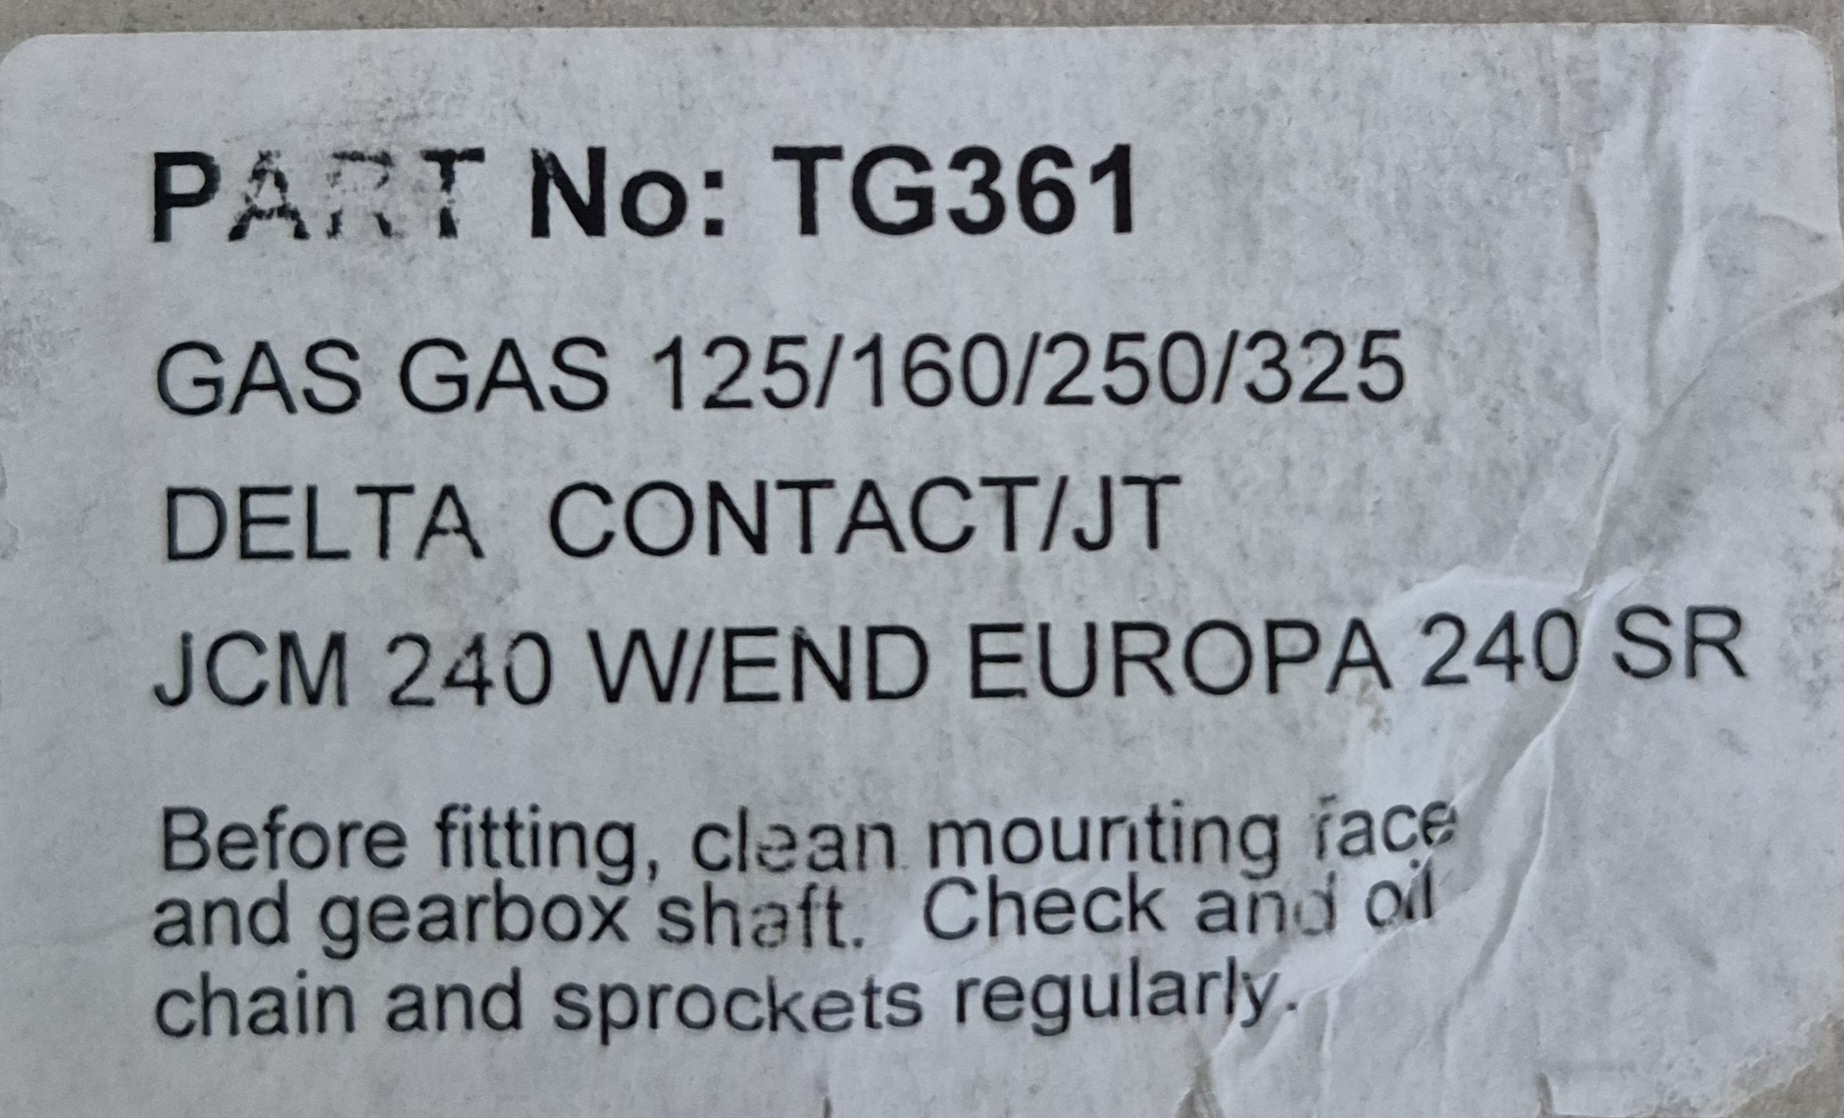 PART No: TG361
GAS GAS 125/160/250/325
DELTA CONTACT/JT
JCM 240 W/END EUROPA 240 SR
Before fitting, clean mounting face
and gearbox shaft. Check and oil
chain and sprockets regularly.